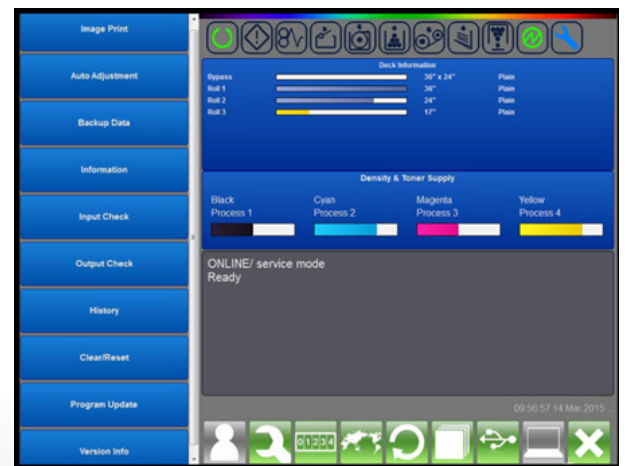 Image Print
Auto Adjustment
Backup Data
Information
Input Check
Output Check
History
Clear/Reset
Program Update
Version Info
Deck Information
Bypass 36" x 24" Plain
Roll 1 36" Plain
Roll 2 24" Plain
Roll 3 17" Plain
Density & Toner Supply
Black Cyan Magenta Yellow
Process 1 Process 2 Process 3 Process 4
ONLINE/ service mode
Ready
09:56:57 14 Mar 2015
01234